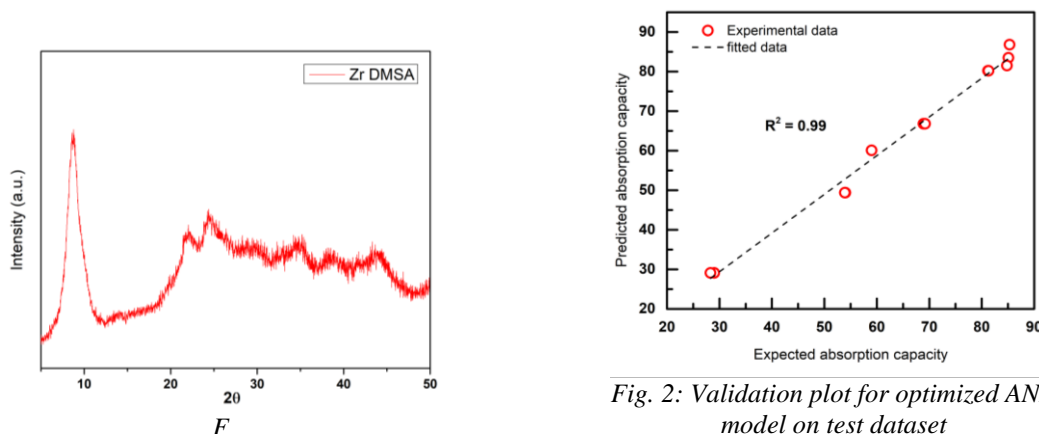 Zr DMSA
Intensity (a.u.)
10 20 30 40 50
2θ
F
90
80
70
60
50
40
30
20
Experimental data
fitted data
R² = 0.99
Predicted absorption capacity
20 30 40 50 60 70 80 90
Expected absorption capacity
Fig. 2: Validation plot for optimized AN
model on test dataset